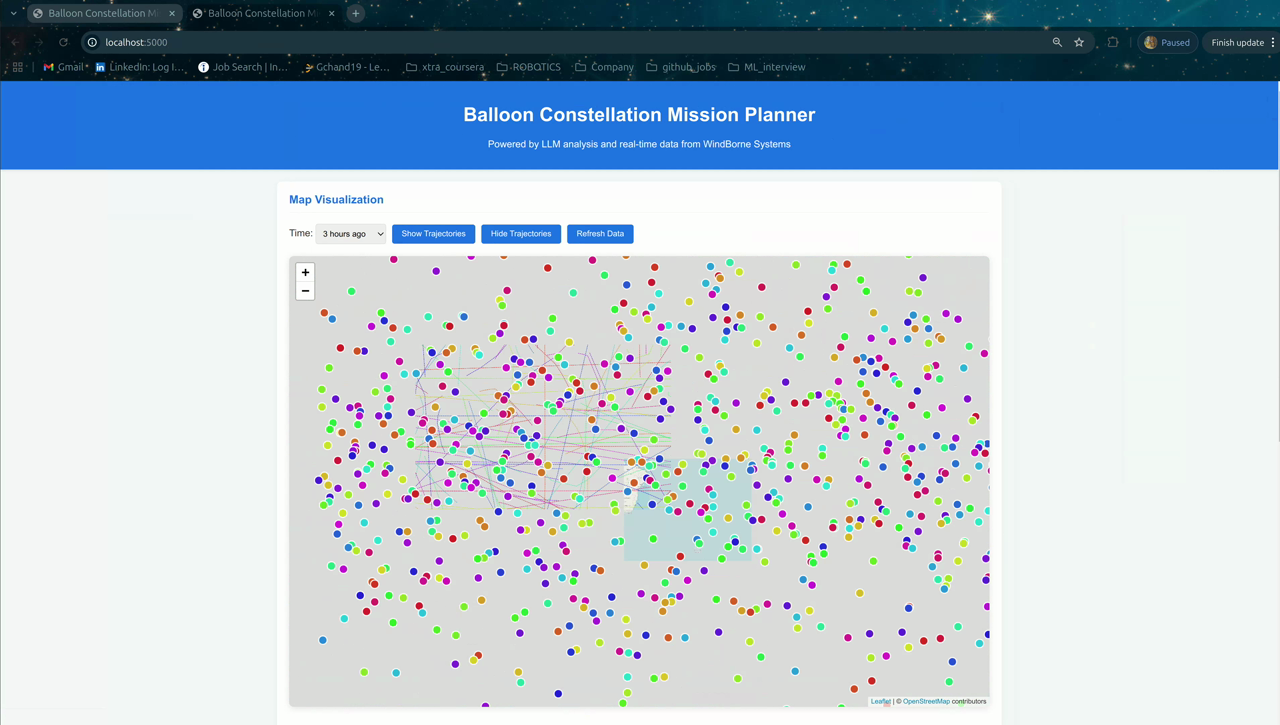 Balloon Constellation Mi
Balloon Constellation M
localhost:5000
Paused
Finish update
Gmail
LinkedIn: Log I...
Job Search | In...
Gchand19 - Le...
xtra_coursera
ROBOTICS
Company
github_jobs
ML_interview
Balloon Constellation Mission Planner
Powered by LLM analysis and real-time data from WindBorne Systems
Map Visualization
Time: 3 hours ago Show Trajectories Hide Trajectories Refresh Data
+
−
Leaflet | © OpenStreetMap contributors